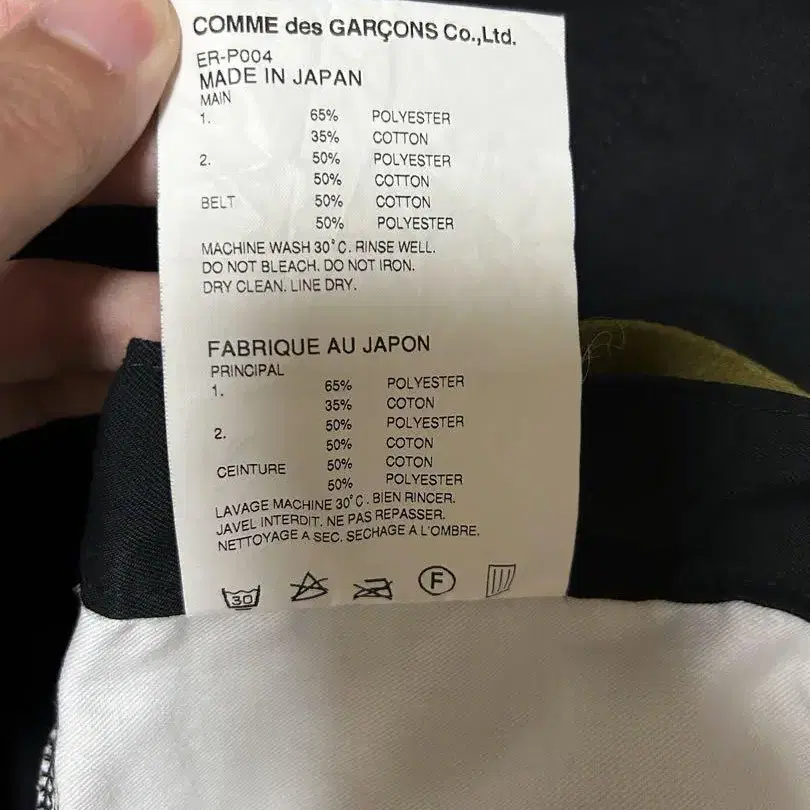 COMME des GARÇONS Co.,Ltd.
ER-P004
MADE IN JAPAN
MAIN
1. 65% POLYESTER
35% COTTON
2. 50% POLYESTER
50% COTTON
BELT 50% COTTON
50% POLYESTER
MACHINE WASH 30°C. RINSE WELL.
DO NOT BLEACH. DO NOT IRON.
DRY CLEAN. LINE DRY.
FABRIQUE AU JAPON
PRINCIPAL
1. 65% POLYESTER
35% COTON
2. 50% POLYESTER
50% COTON
CEINTURE 50% COTON
50% POLYESTER
LAVAGE MACHINE 30°C. BIEN RINCER.
JAVEL INTERDIT. NE PAS REPASSER.
NETTOYAGE A SEC. SECHAGE A L'OMBRE.
30 F